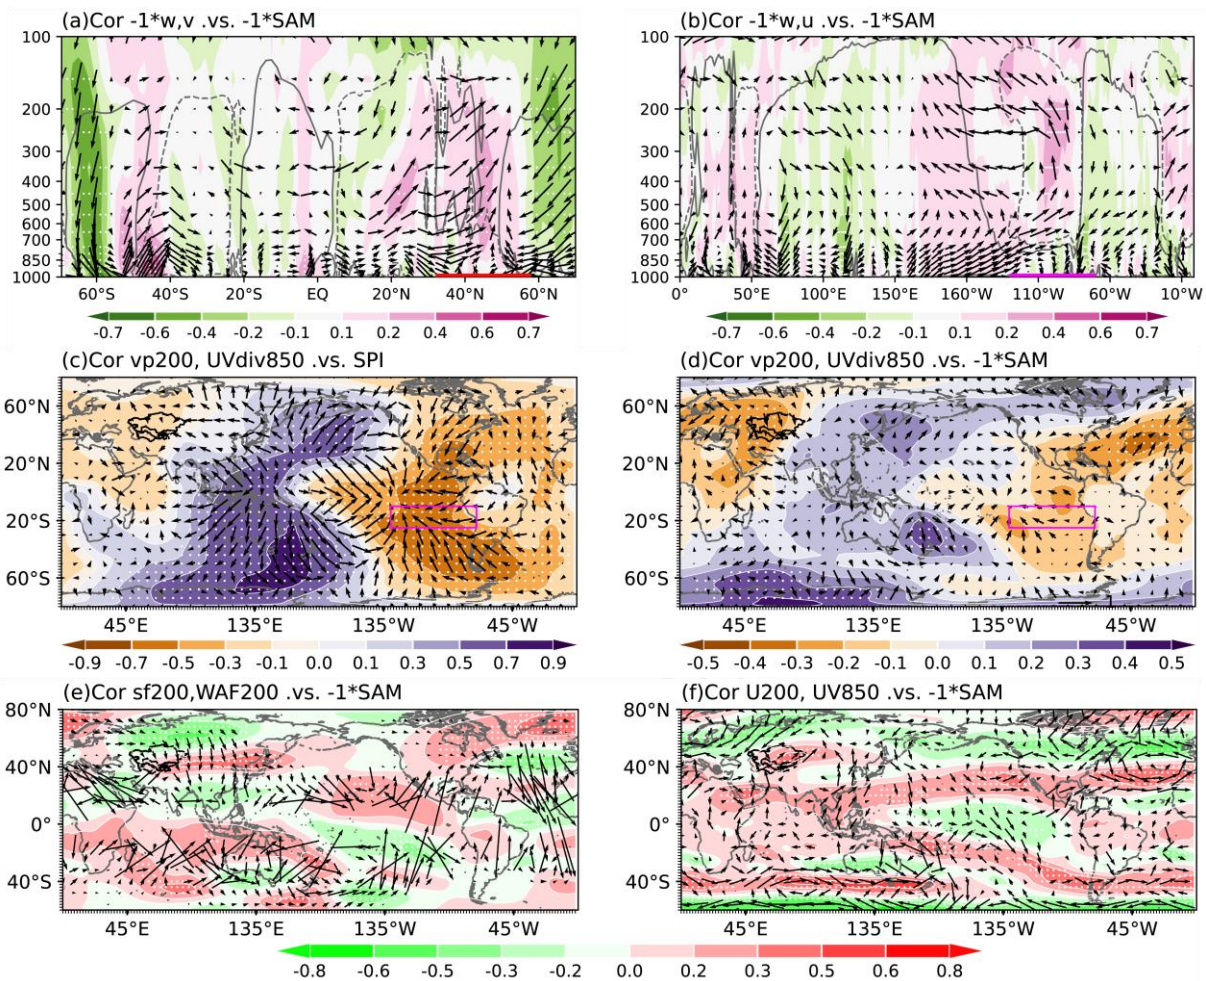 (a)Cor -1*w,v .vs. -1*SAM
100
200
300
400
500
600
700
850
1000
60°S 40°S 20°S EQ 20°N 40°N 60°N
-0.7 -0.6 -0.4 -0.2 -0.1 0.1 0.2 0.4 0.6 0.7
(b)Cor -1*w,u .vs. -1*SAM
100
200
300
400
500
600
700
850
1000
0° 50°E 100°E 150°E 160°W 110°W 60°W 10°W
-0.7 -0.6 -0.4 -0.2 -0.1 0.1 0.2 0.4 0.6 0.7
(c)Cor vp200, UVdiv850 .vs. SPI
60°N
20°N
20°S
60°S
45°E 135°E 135°W 45°W
-0.9 -0.7 -0.5 -0.3 -0.1 0.0 0.1 0.3 0.5 0.7 0.9
(d)Cor vp200, UVdiv850 .vs. -1*SAM
60°N
20°N
20°S
60°S
1
45°E 135°E 135°W 45°W
-0.5 -0.4 -0.3 -0.2 -0.1 0.0 0.1 0.2 0.3 0.4 0.5
(e)Cor sf200,WAF200 .vs. -1*SAM
80°N
40°N
0°
40°S
45°E 135°E 135°W 45°W
(f)Cor U200, UV850 .vs. -1*SAM
80°N
40°N
0°
40°S
45°E 135°E 135°W 45°W
-0.8 -0.6 -0.5 -0.3 -0.2 0.0 0.2 0.3 0.5 0.6 0.8